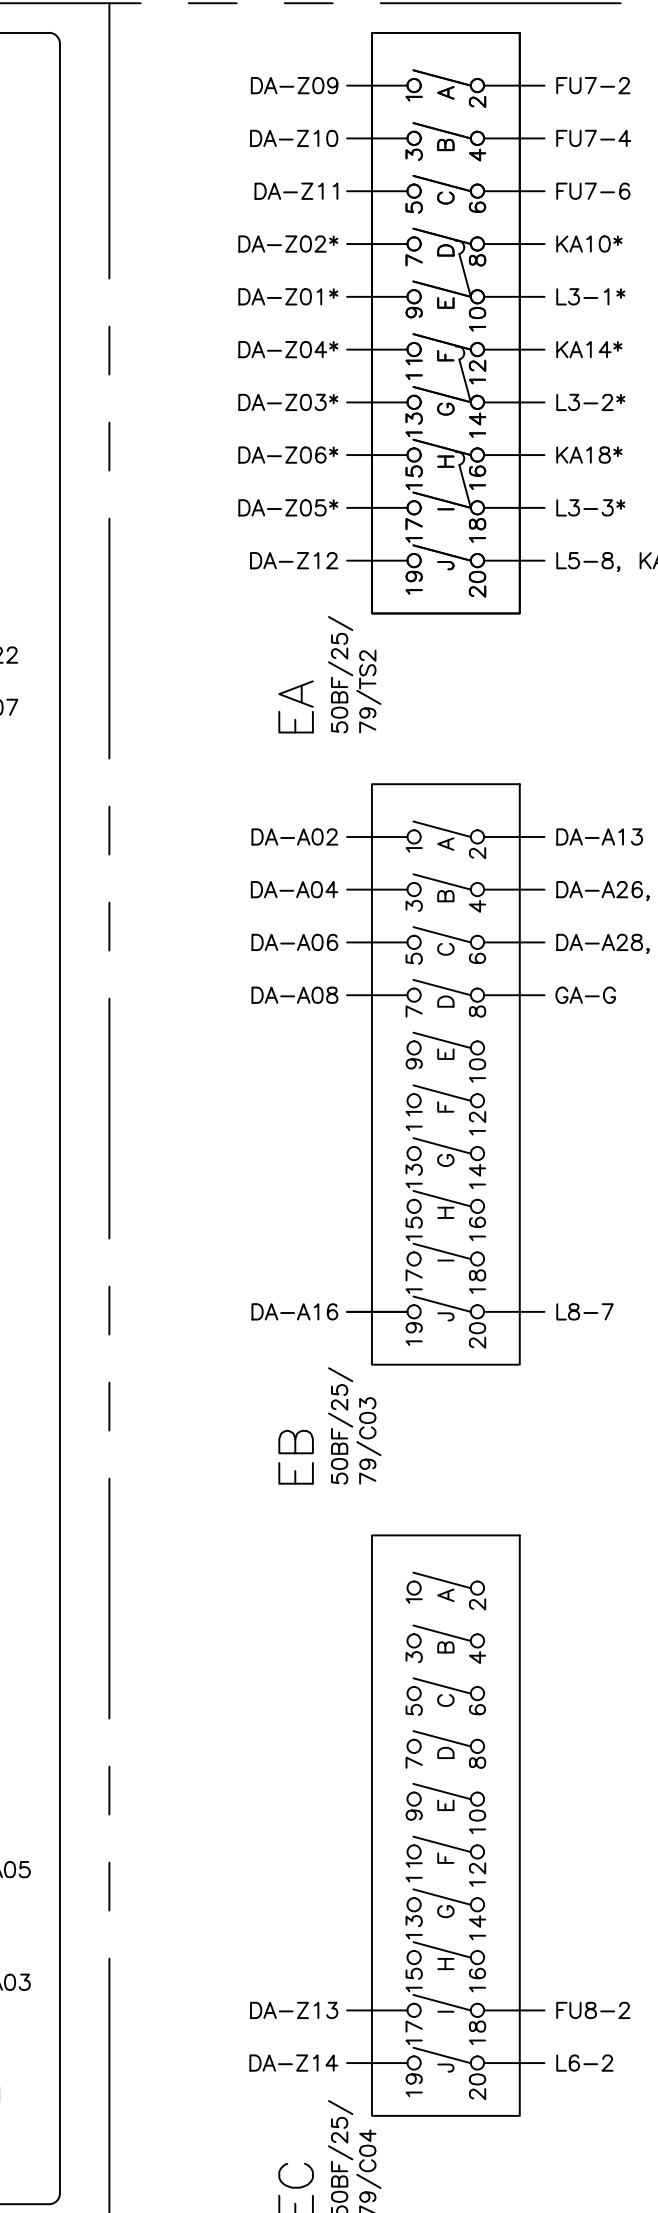 DA-Z09 1 A 2 FU7-2
DA-Z10 3 B 4 FU7-4
DA-Z11 5 C 6 FU7-6
DA-Z02* 7 D 8 KA10*
DA-Z01* 9 E 10 L3-1*
DA-Z04* 11 F 12 KA14*
DA-Z03* 13 G 14 L3-2*
DA-Z06* 15 H 16 KA18*
DA-Z05* 17 I 18 L3-3*
DA-Z12 19 J 20 L5-8, KA
EA
50BF/25/
79/TS2
22
07
DA-A02 1 A 2 DA-A13
DA-A04 3 B 4 DA-A26,
DA-A06 5 C 6 DA-A28,
DA-A08 7 D 8 GA-G
9 E 10
11 F 12
13 G 14
15 H 16
17 I 18
DA-A16 19 J 20 L8-7
EB
50BF/25/
79/C03
1 A 2
3 B 4
5 C 6
7 D 8
9 E 10
11 F 12
13 G 14
15 H 16
DA-Z13 17 I 18 FU8-2
DA-Z14 19 J 20 L6-2
A05
A03
EC
50BF/25/
79/C04